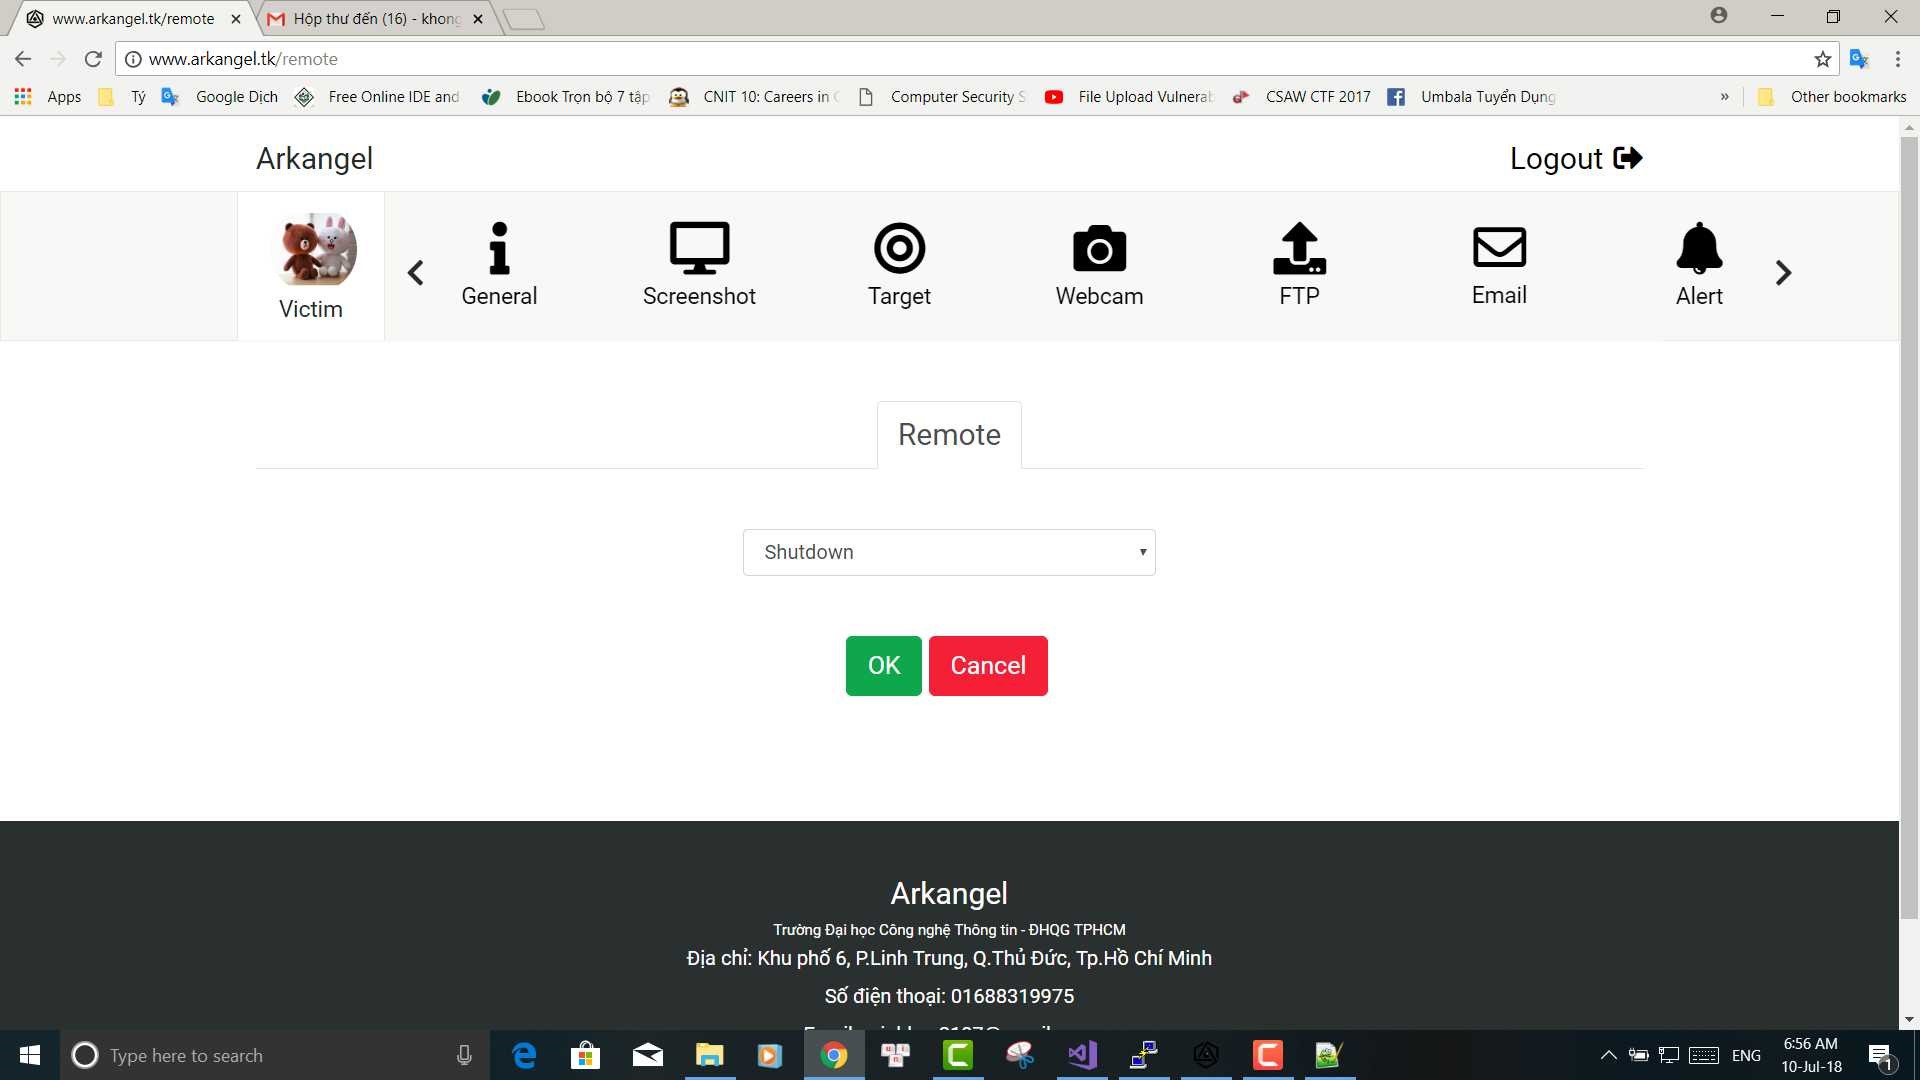 www.arkangel.tk/remote
Hộp thư đến (16) - khong
www.arkangel.tk/remote
Apps
Tý
Google Dịch
Free Online IDE and
Ebook Trọn bộ 7 tập
CNIT 10: Careers in
Computer Security S
File Upload Vulnerab
CSAW CTF 2017
Umbala Tuyển Dụng
»
Other bookmarks
Arkangel
Logout
Victim
General
Screenshot
Target
Webcam
FTP
Email
Alert
Remote
Shutdown
OK
Cancel
Arkangel
Trường Đại học Công nghệ Thông tin - ĐHQG TPHCM
Địa chỉ: Khu phố 6, P.Linh Trung, Q.Thủ Đức, Tp.Hồ Chí Minh
Số điện thoại: 01688319975
Type here to search
ENG
6:56 AM
10-Jul-18
1